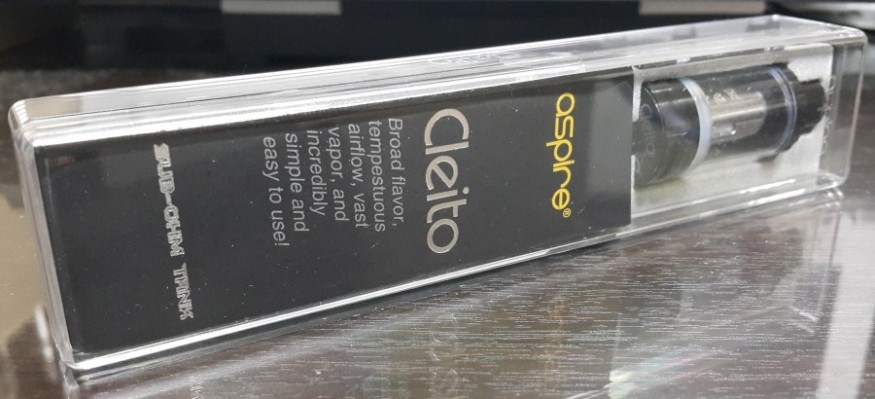 aspire®
Cleito
Broad flavor,
tempestuous
airflow, vast
vapor, and
incredibly
simple and
easy to use!
SUB-OHM TANK